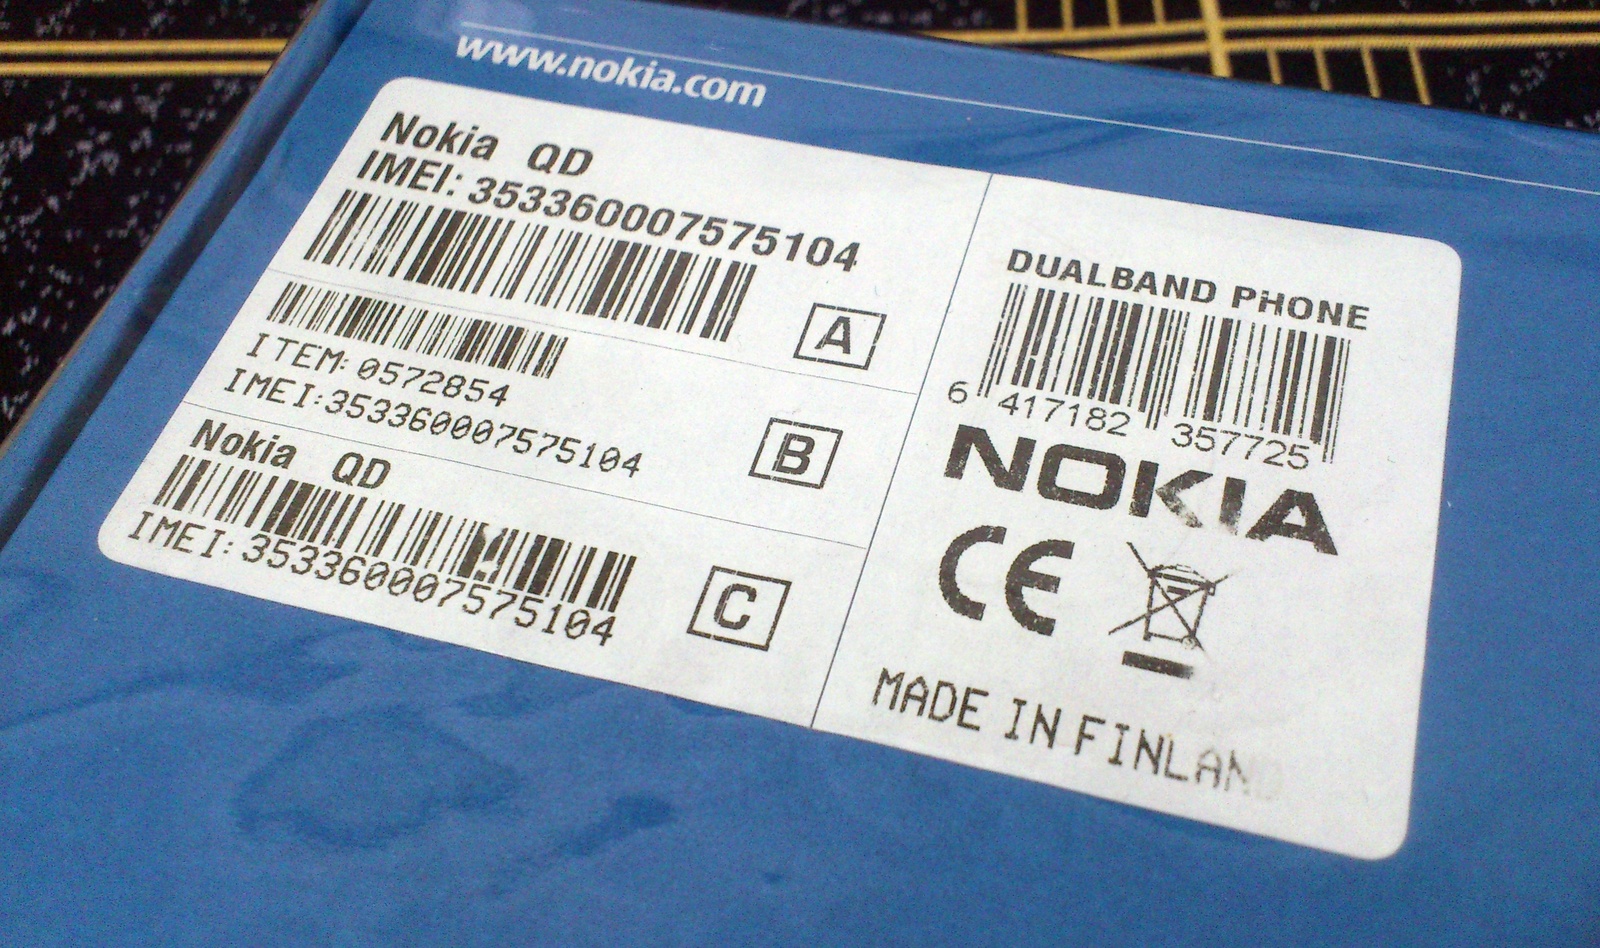 www.nokia.com
Nokia QD
IMEI: 353360007575104
A
ITEM: 0572854
IMEI:353360007575104
B
Nokia QD
IMEI:353360007575104
C
DUALBAND PHONE
6 417182 357725
NOKIA
CE
MADE IN FINLAND